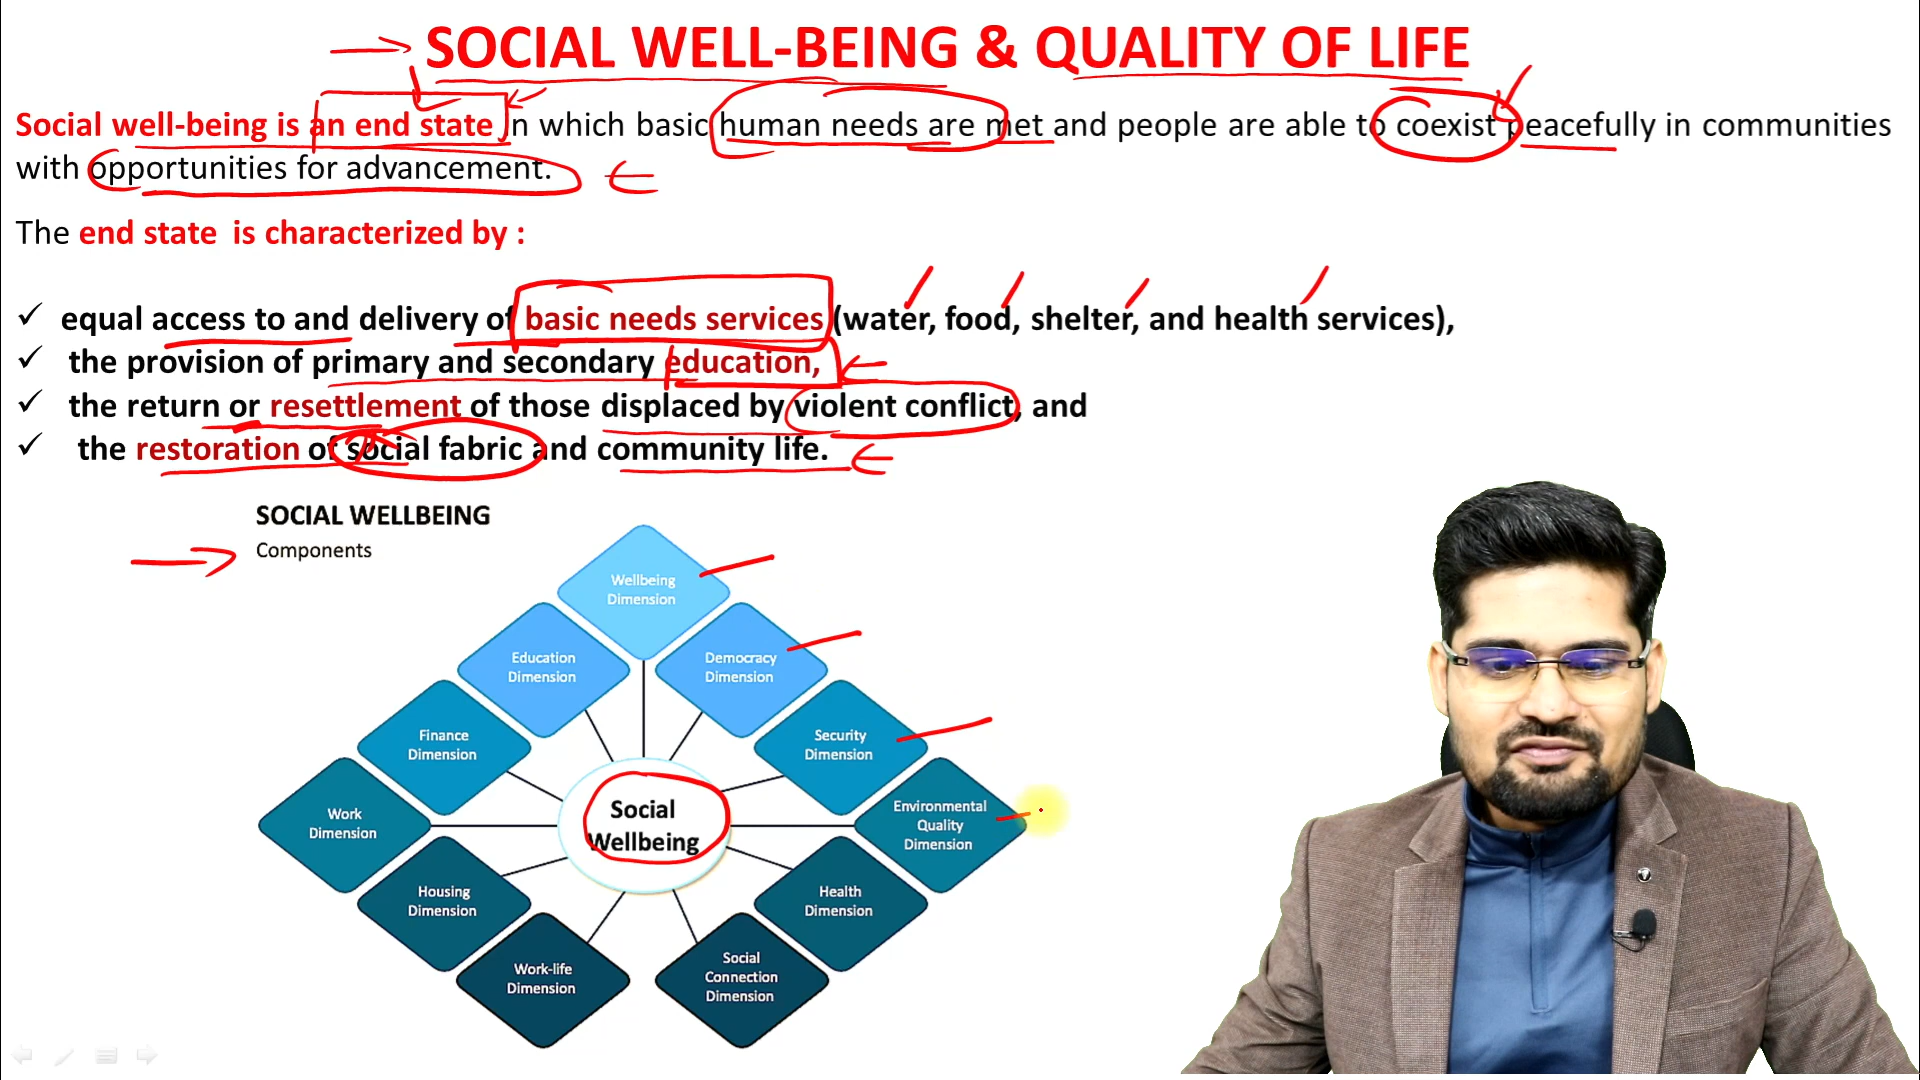 SOCIAL WELL-BEING & QUALITY OF LIFE
Social well-being is an end state in which basic human needs are met and people are able to coexist peacefully in communities
with opportunities for advancement.
The end state is characterized by :
equal access to and delivery of basic needs services (water, food, shelter, and health services),
the provision of primary and secondary education,
the return or resettlement of those displaced by violent conflict, and
the restoration of social fabric and community life.
SOCIAL WELLBEING
Components
Wellbeing
Dimension
Education
Dimension
Democracy
Dimension
Finance
Dimension
Security
Dimension
Work
Dimension
Social
Wellbeing
Environmental
Quality
Dimension
Housing
Dimension
Health
Dimension
Work-life
Dimension
Social
Connection
Dimension